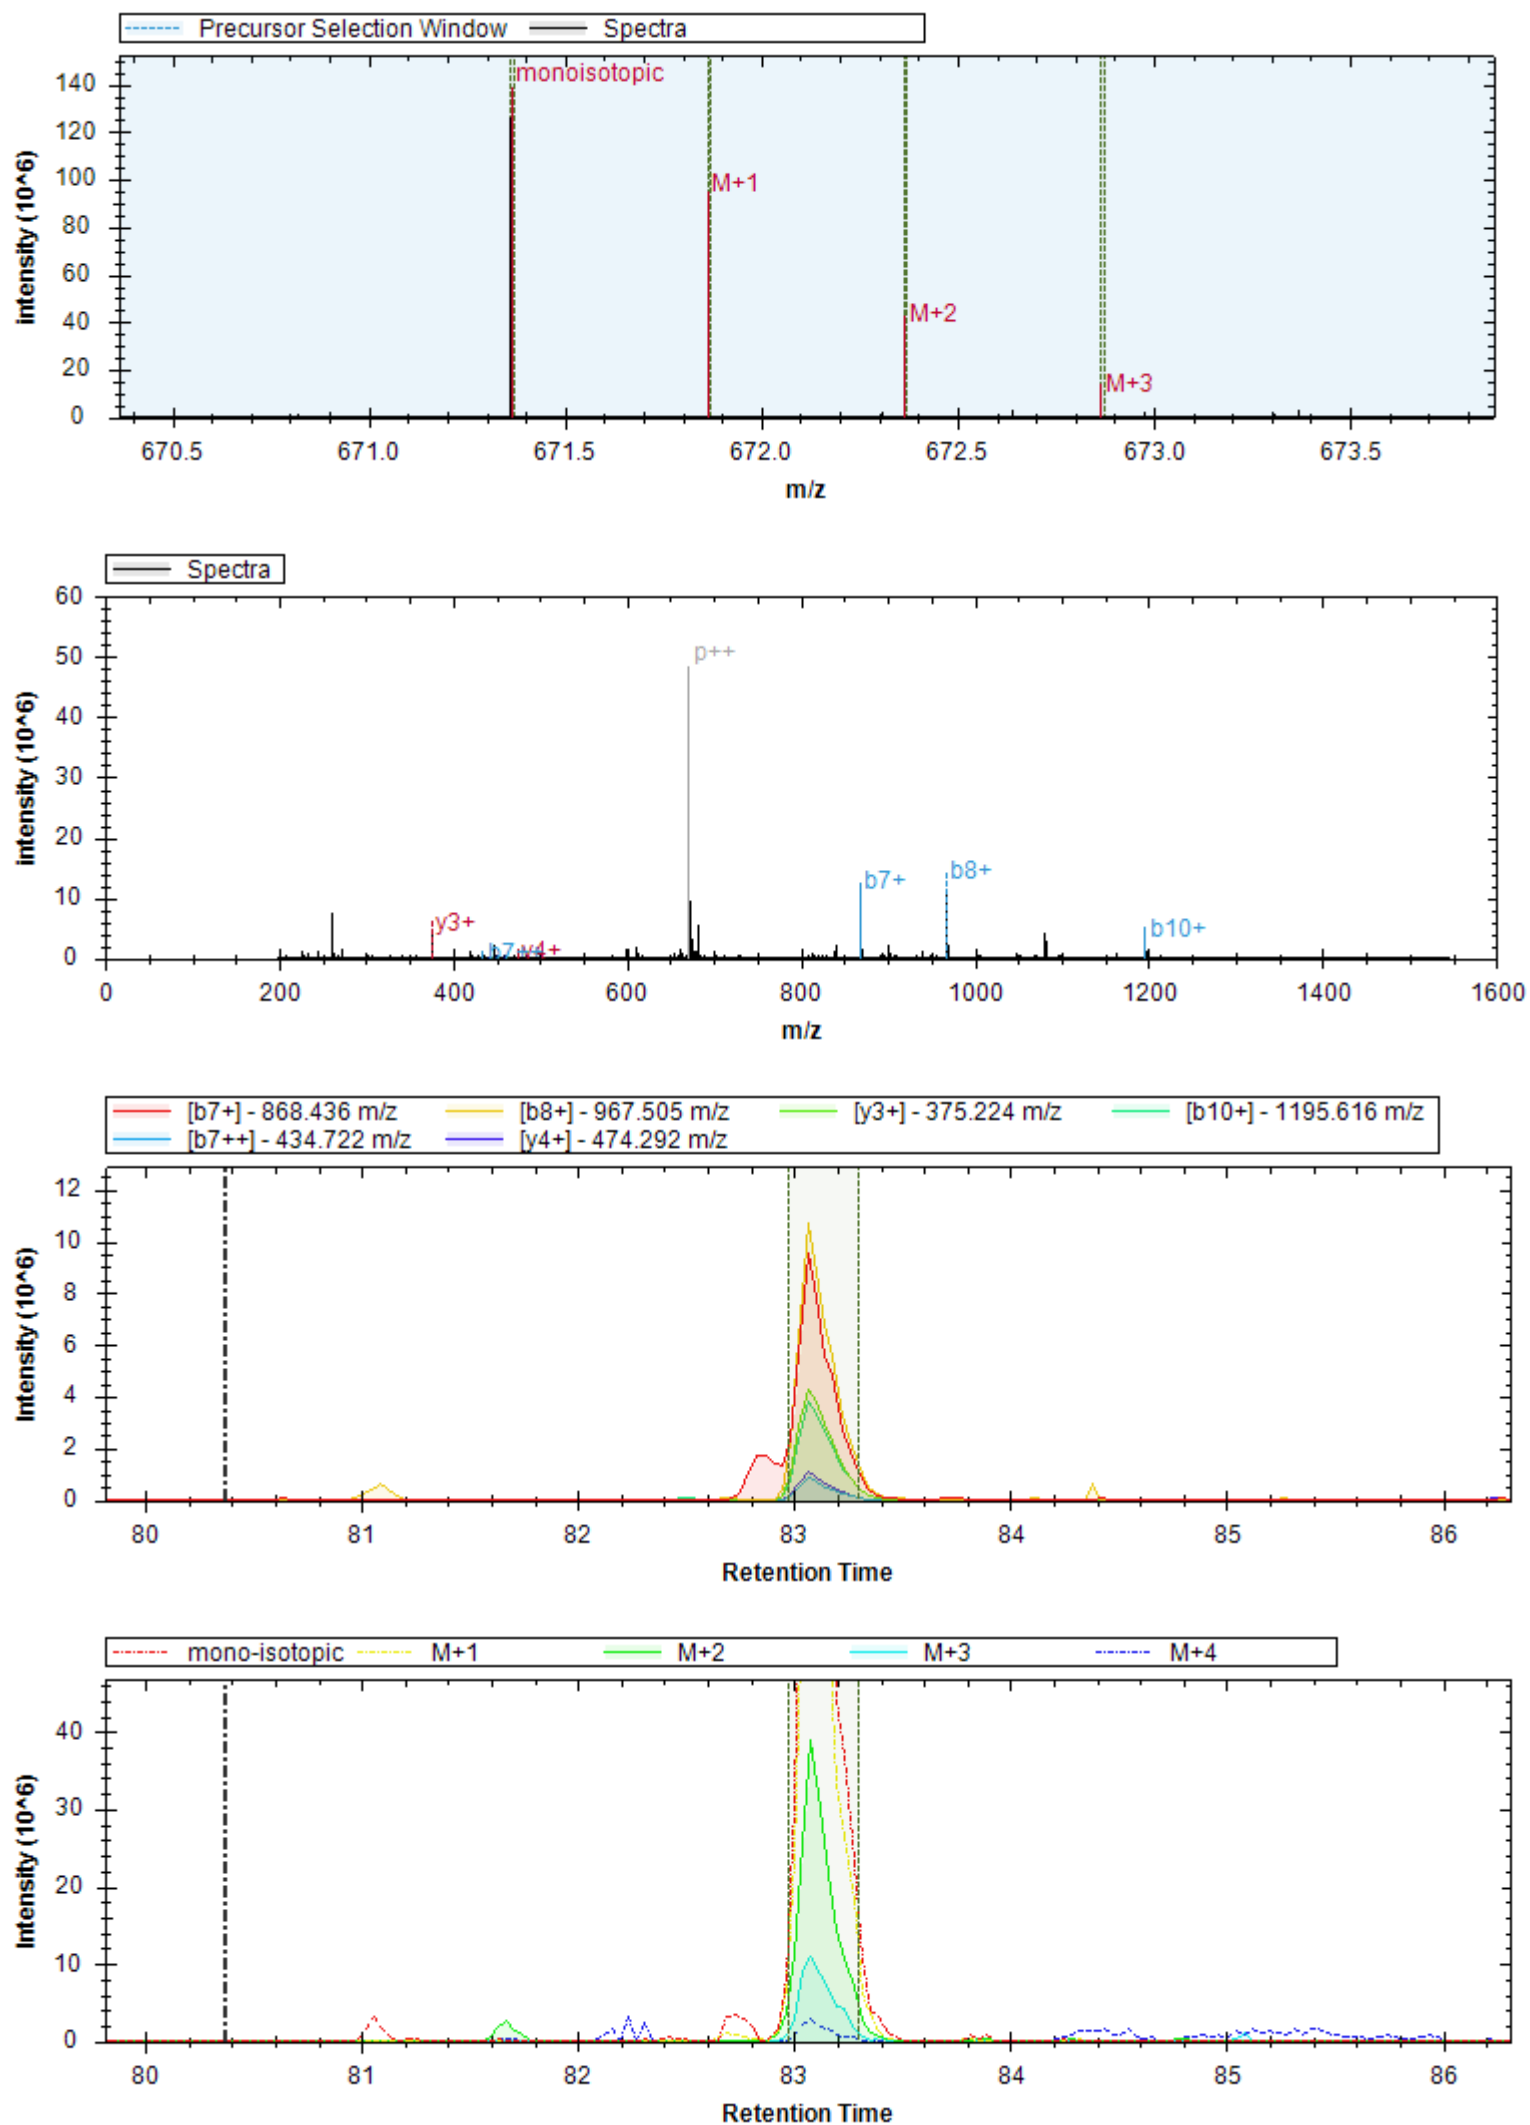 Precursor Selection Window Spectra
intensity (10^6)
140
120
100
80
60
40
20
0
monoisotopic
M+1
M+2
M+3
670.5 671.0 671.5 672.0 672.5 673.0 673.5
m/z
Spectra
intensity (10^6)
60
50
40
30
20
10
0
p++
b7+
b8+
y3+
b7++
y4+
b10+
0 200 400 600 800 1000 1200 1400 1600
m/z
[b7+] - 868.436 m/z [b8+] - 967.505 m/z [y3+] - 375.224 m/z [b10+] - 1195.616 m/z
[b7++] - 434.722 m/z [y4+] - 474.292 m/z
Intensity (10^6)
12
10
8
6
4
2
0
80 81 82 83 84 85 86
Retention Time
mono-isotopic M+1 M+2 M+3 M+4
Intensity (10^6)
40
30
20
10
0
80 81 82 83 84 85 86
Retention Time